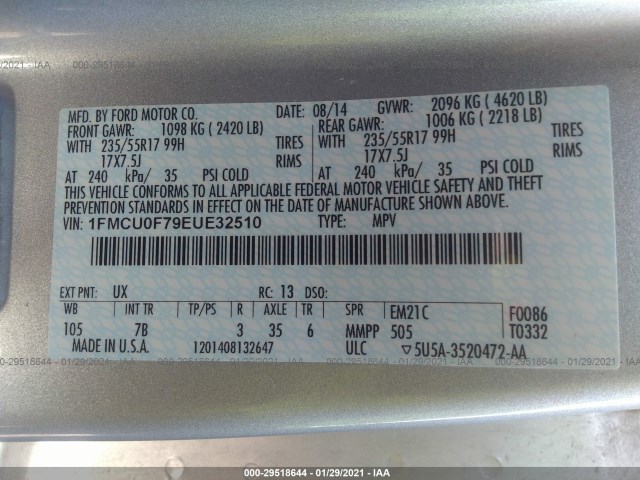 000-29518644 / 01/29/2021 - IAA
MFD. BY FORD MOTOR CO. DATE: 08/14 GVWR: 2096 KG ( 4620 LB)
FRONT GAWR: 1098 KG ( 2420 LB) REAR GAWR: 1006 KG ( 2218 LB)
WITH 235/55R17 99H TIRES WITH 235/55R17 99H TIRES
17X7.5J RIMS 17X7.5J RIMS
AT 240 kPa/ 35 PSI COLD AT 240 kPa/ 35 PSI COLD
THIS VEHICLE CONFORMS TO ALL APPLICABLE FEDERAL MOTOR VEHICLE SAFETY AND THEFT
PREVENTION STANDARDS IN EFFECT ON THE DATE OF MANUFACTURE SHOWN ABOVE.
VIN: 1FMCU0F79EUE32510 TYPE: MPV
EXT PNT: UX RC: 13 DSO:
WB INT TR TP/PS R AXLE TR SPR EM21C F0086
105 7B 3 35 6 MMPP 505 T0332
MADE IN U.S.A. 1201408132647 ULC ▽5U5A-3520472-AA
000-29518644 / 01/29/2021 - IAA